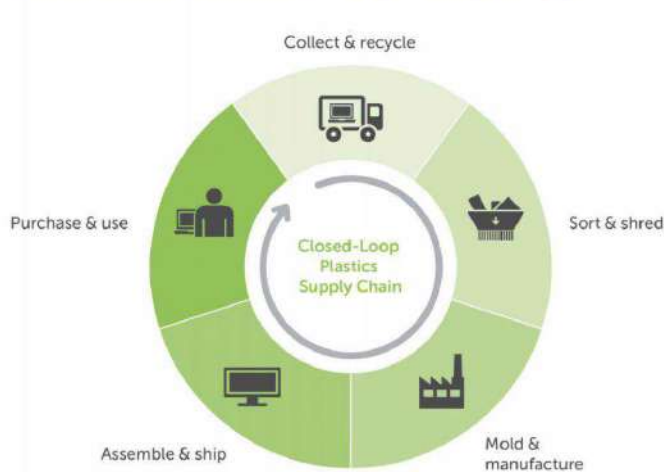 Collect & recycle
Sort & shred
Mold &
manufacture
Assemble & ship
Purchase & use
Closed-Loop
Plastics
Supply Chain